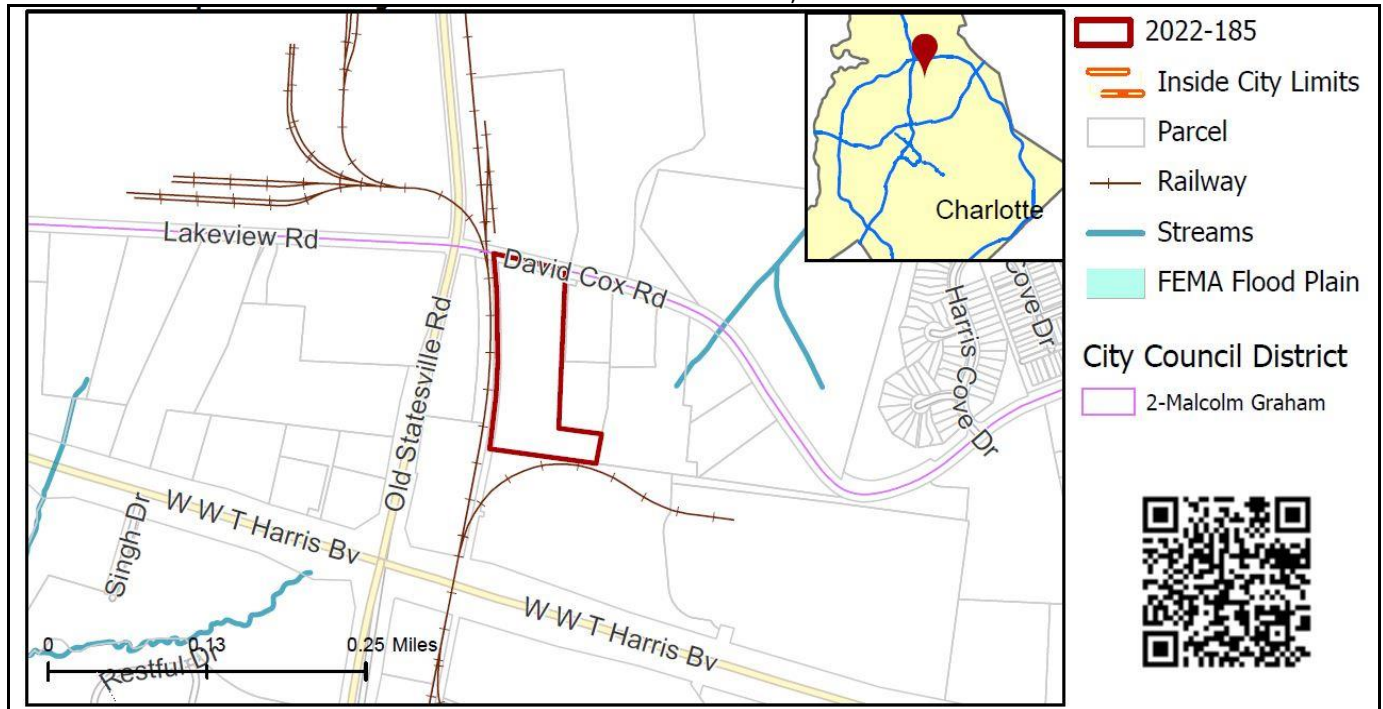 Lakeview Rd
David Cox Rd
Old Statesville Rd
Harris Cove Dr
Cove Dr
W W T Harris Bv
W W T Harris Bv
Singh Dr
Restful Dr
0 0.13 0.25 Miles
Charlotte
2022-185
Inside City Limits
Parcel
Railway
Streams
FEMA Flood Plain
City Council District
2-Malcolm Graham